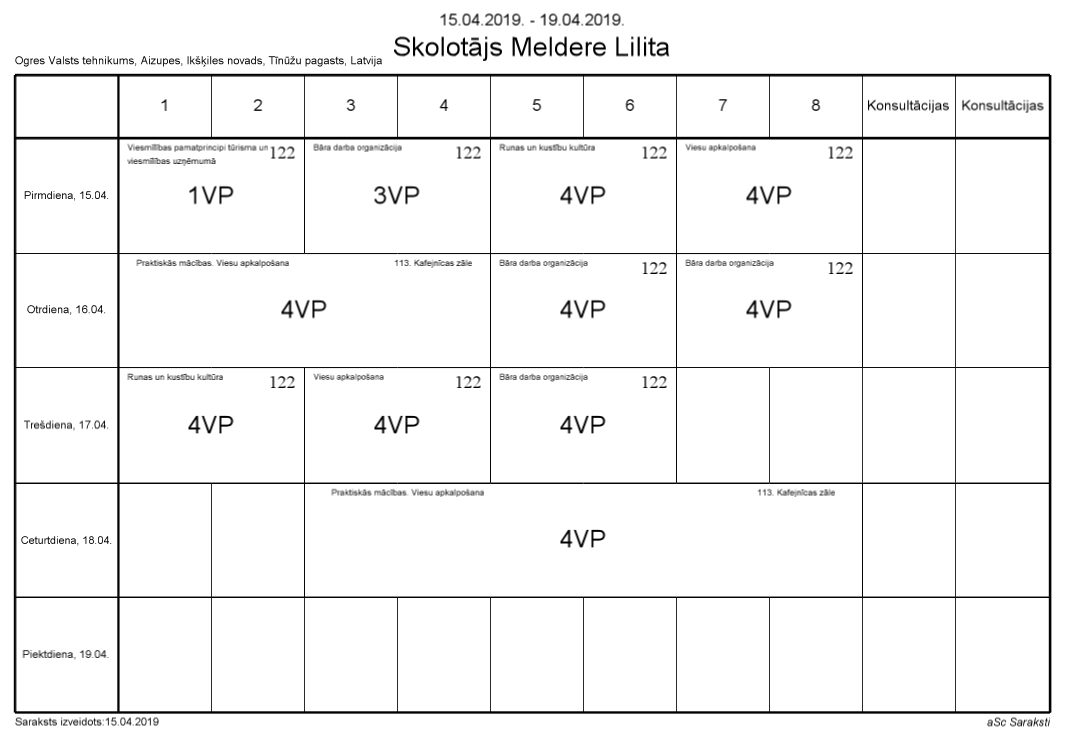 15.04.2019. - 19.04.2019.
Skolotājs Meldere Lilita
Ogres Valsts tehnikums, Aizupes, Ikšķiles novads, Tīnūžu pagasts, Latvija
1 2 3 4 5 6 7 8 Konsultācijas Konsultācijas
Pirmdiena, 15.04.
Viesmīlības pamatprincipi tūrisma un
viesmīlības uzņēmumā
122
1VP
Bāra darba organizācija 122
3VP
Runas un kustību kultūra 122
4VP
Viesu apkalpošana 122
4VP
Otrdiena, 16.04.
Praktiskās mācības. Viesu apkalpošana 113. Kafejnīcas zāle
4VP
Bāra darba organizācija 122
4VP
Bāra darba organizācija 122
4VP
Trešdiena, 17.04.
Runas un kustību kultūra 122
4VP
Viesu apkalpošana 122
4VP
Bāra darba organizācija 122
4VP
Ceturtdiena, 18.04.
Praktiskās mācības. Viesu apkalpošana 113. Kafejnīcas zāle
4VP
Piektdiena, 19.04.
Saraksts izveidots:15.04.2019
aSc Saraksti